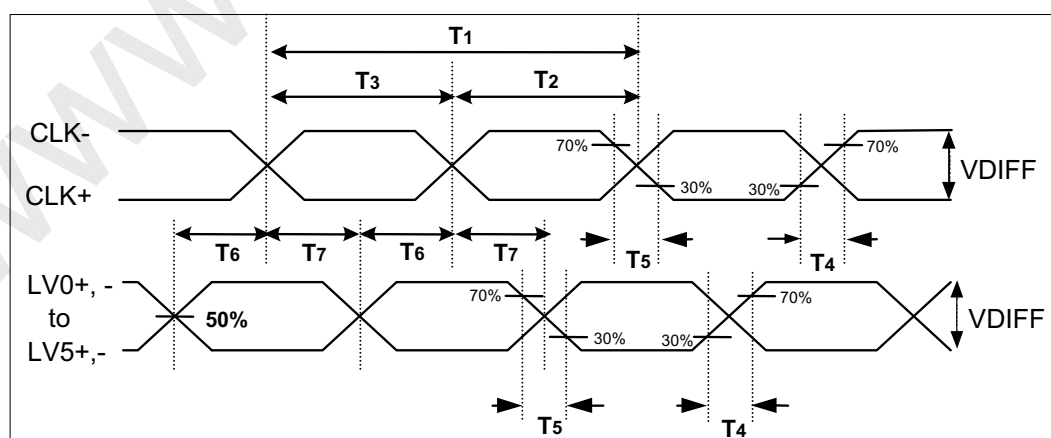 T1
T3 T2
CLK-
70% 70%
VDIFF
30% 30%
CLK+
T6 T7 T6 T7 T5 T4
LV0+, -
70% 70%
to 50% VDIFF
30% 30%
LV5+,-
T5 T4